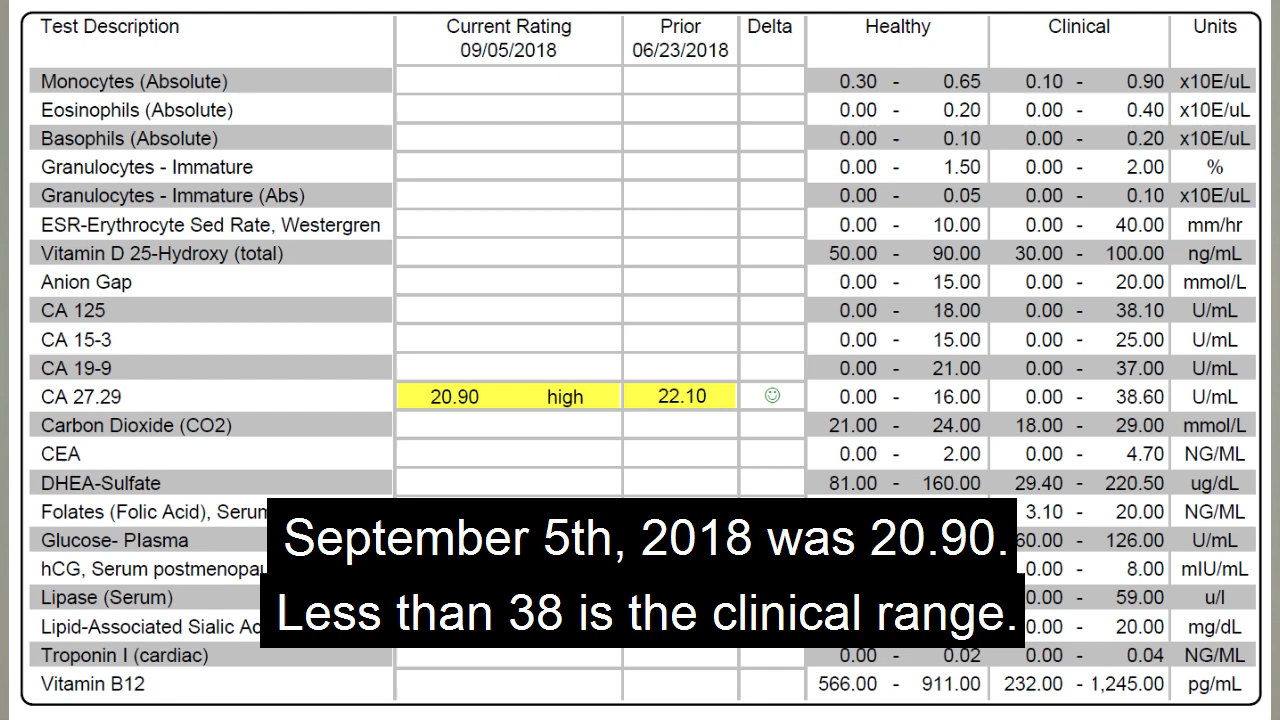 Test Description Current Rating Prior Delta Healthy Clinical Units
09/05/2018 06/23/2018
Monocytes (Absolute) 0.30 - 0.65 0.10 - 0.90 x10E/uL
Eosinophils (Absolute) 0.00 - 0.20 0.00 - 0.40 x10E/uL
Basophils (Absolute) 0.00 - 0.10 0.00 - 0.20 x10E/uL
Granulocytes - Immature 0.00 - 1.50 0.00 - 2.00 %
Granulocytes - Immature (Abs) 0.00 - 0.05 0.00 - 0.10 x10E/uL
ESR-Erythrocyte Sed Rate, Westergren 0.00 - 10.00 0.00 - 40.00 mm/hr
Vitamin D 25-Hydroxy (total) 50.00 - 90.00 30.00 - 100.00 ng/mL
Anion Gap 0.00 - 15.00 0.00 - 20.00 mmol/L
CA 125 0.00 - 18.00 0.00 - 38.10 U/mL
CA 15-3 0.00 - 15.00 0.00 - 25.00 U/mL
CA 19-9 0.00 - 21.00 0.00 - 37.00 U/mL
CA 27.29 20.90 high 22.10 0.00 - 16.00 0.00 - 38.60 U/mL
Carbon Dioxide (CO2) 21.00 - 24.00 18.00 - 29.00 mmol/L
CEA 0.00 - 2.00 0.00 - 4.70 NG/ML
DHEA-Sulfate 81.00 - 160.00 29.40 - 220.50 ug/dL
Folates (Folic Acid), 3.10 - 20.00 NG/ML
Glucose- Plasma 60.00 - 126.00 U/mL
hCG, Serum 0.00 - 8.00 mIU/mL
Lipase (Serum) 0.00 - 59.00 u/l
Lipid-Associated Sialic 0.00 - 20.00 mg/dL
Troponin I (cardiac) 0.00 - 0.02 0.00 - 0.04 NG/ML
Vitamin B12 566.00 - 911.00 232.00 - 1,245.00 pg/mL
September 5th, 2018 was 20.90.
Less than 38 is the clinical range.